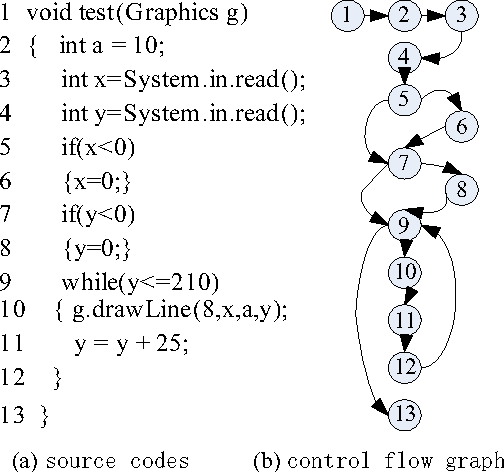 1 void test(Graphics g)
2 { int a = 10;
3 int x=System.in.read();
4 int y=System.in.read();
5 if(x<0)
6 {x=0;}
7 if(y<0)
8 {y=0;}
9 while(y<=210)
10 { g.drawLine(8,x,a,y);
11 y = y + 25;
12 }
13 }
(a) source codes
1 2 3
4
5
6
7
8
9
10
11
12
13
(b) control flow graph